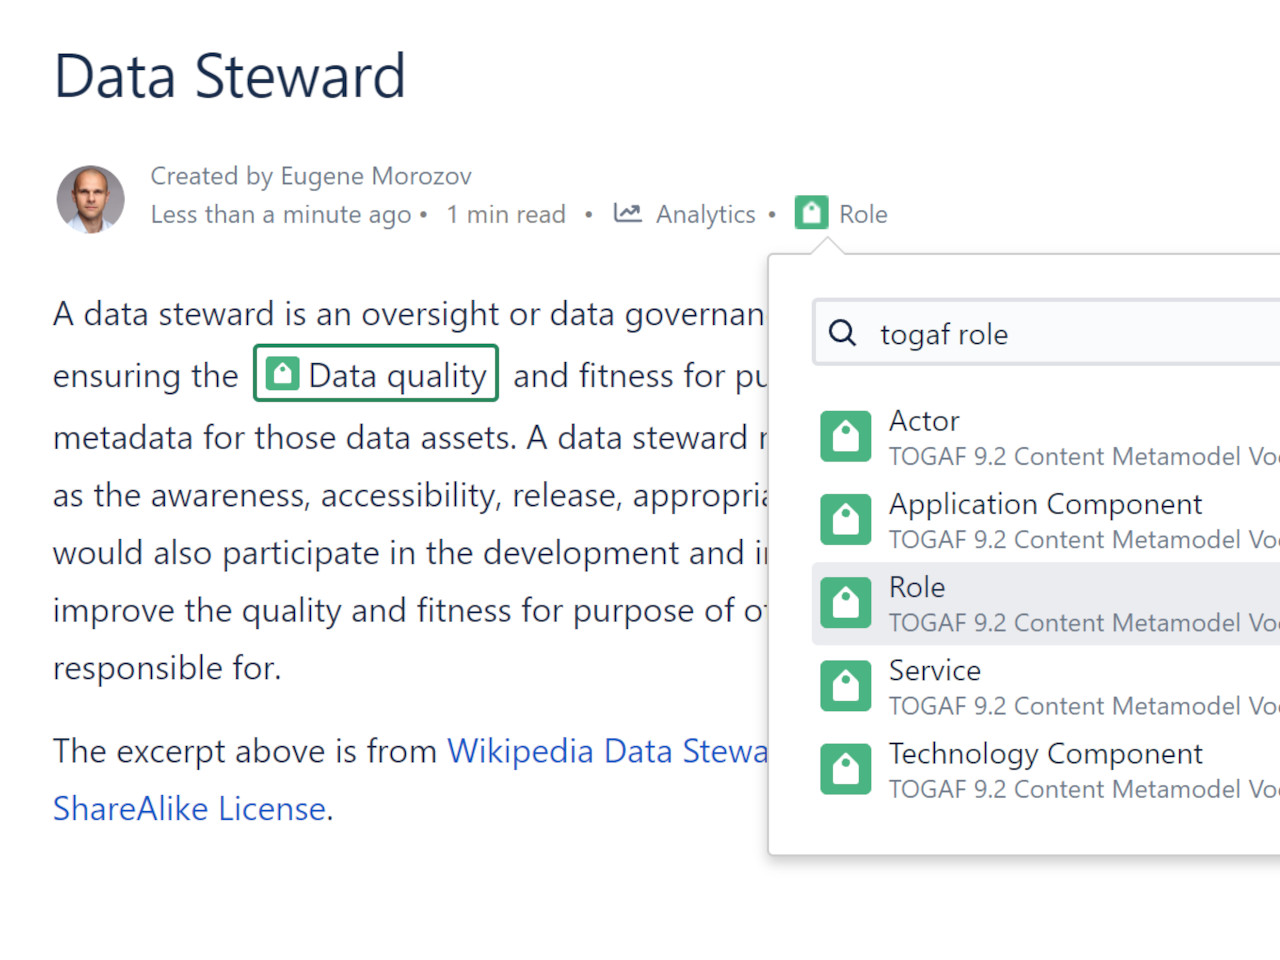 Data Steward
Created by Eugene Morozov
Less than a minute ago • 1 min read • Analytics • Role
A data steward is an oversight or data
ensuring the Data quality and fitness for
metadata for those data assets. A data steward
as the awareness, accessibility, release,
would also participate in the development and
improve the quality and fitness for purpose of
responsible for.
The excerpt above is from Wikipedia Data
ShareAlike License.
togaf role
Actor
TOGAF 9.2 Content Metamodel
Application Component
TOGAF 9.2 Content Metamodel
Role
TOGAF 9.2 Content Metamodel
Service
TOGAF 9.2 Content Metamodel
Technology Component
TOGAF 9.2 Content Metamodel